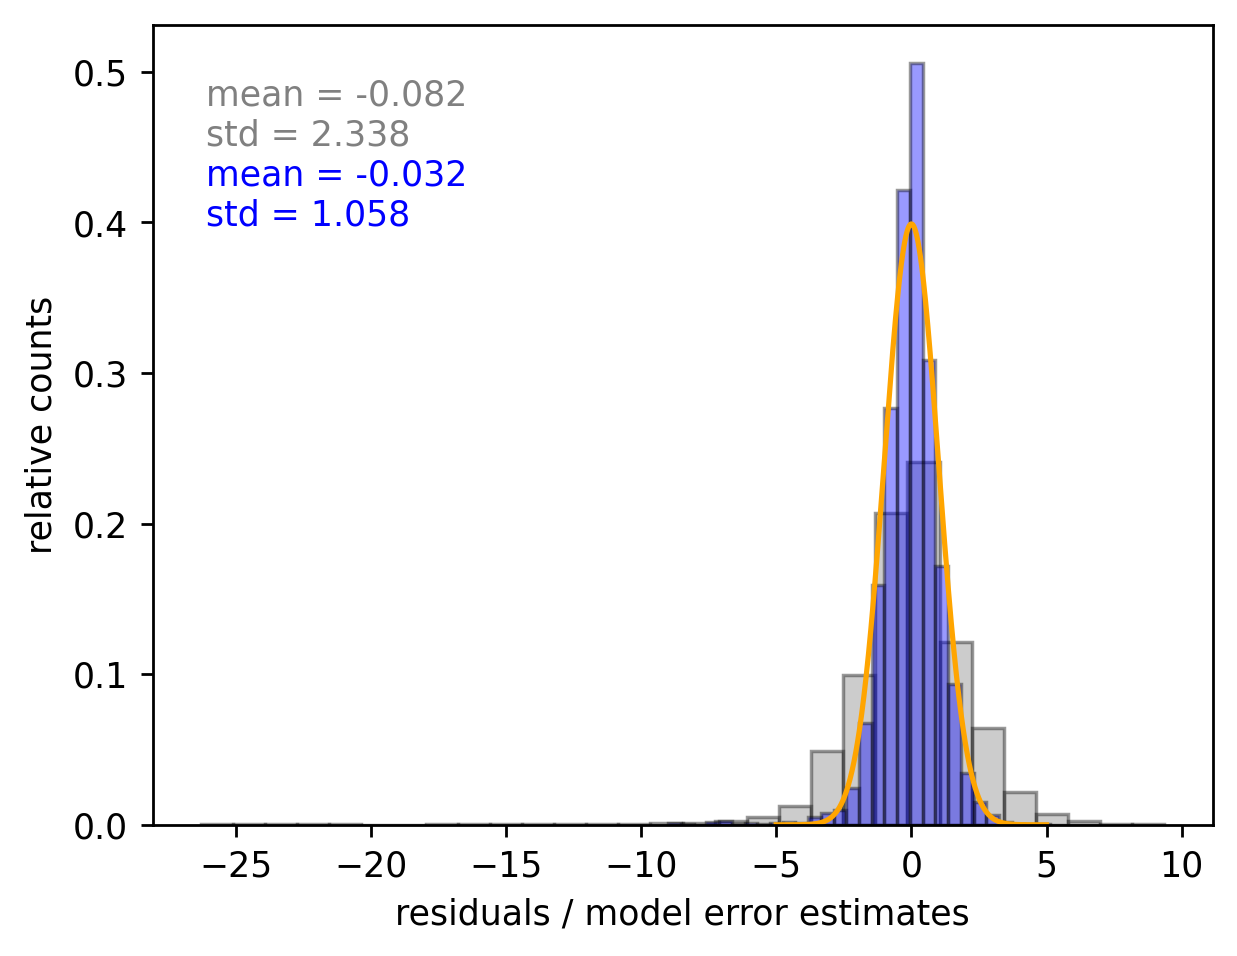 mean = -0.082
std = 2.338
mean = -0.032
std = 1.058
0.5
0.4
0.3
0.2
0.1
0.0
relative counts
−25 −20 −15 −10 −5 0 5 10
residuals / model error estimates